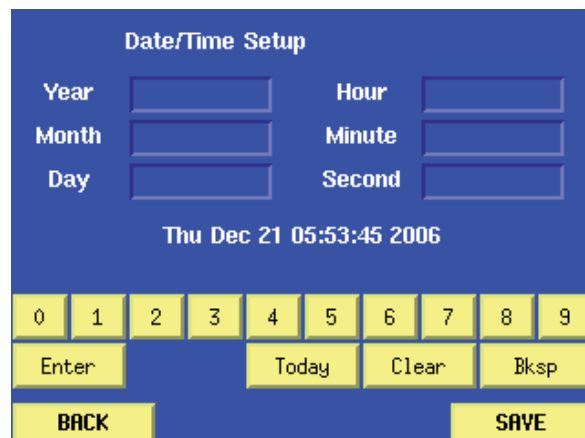 Date/Time Setup
Year Hour
Month Minute
Day Second
Thu Dec 21 05:53:45 2006
0 1 2 3 4 5 6 7 8 9
Enter Today Clear Bksp
BACK SAVE